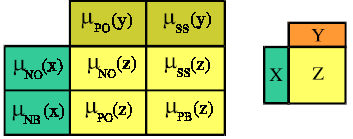 μPO(y) μSS(y)
μNO(x) μNO(z) μSS(z)
μNB(x) μPO(z) μPB(z)
Y
X Z